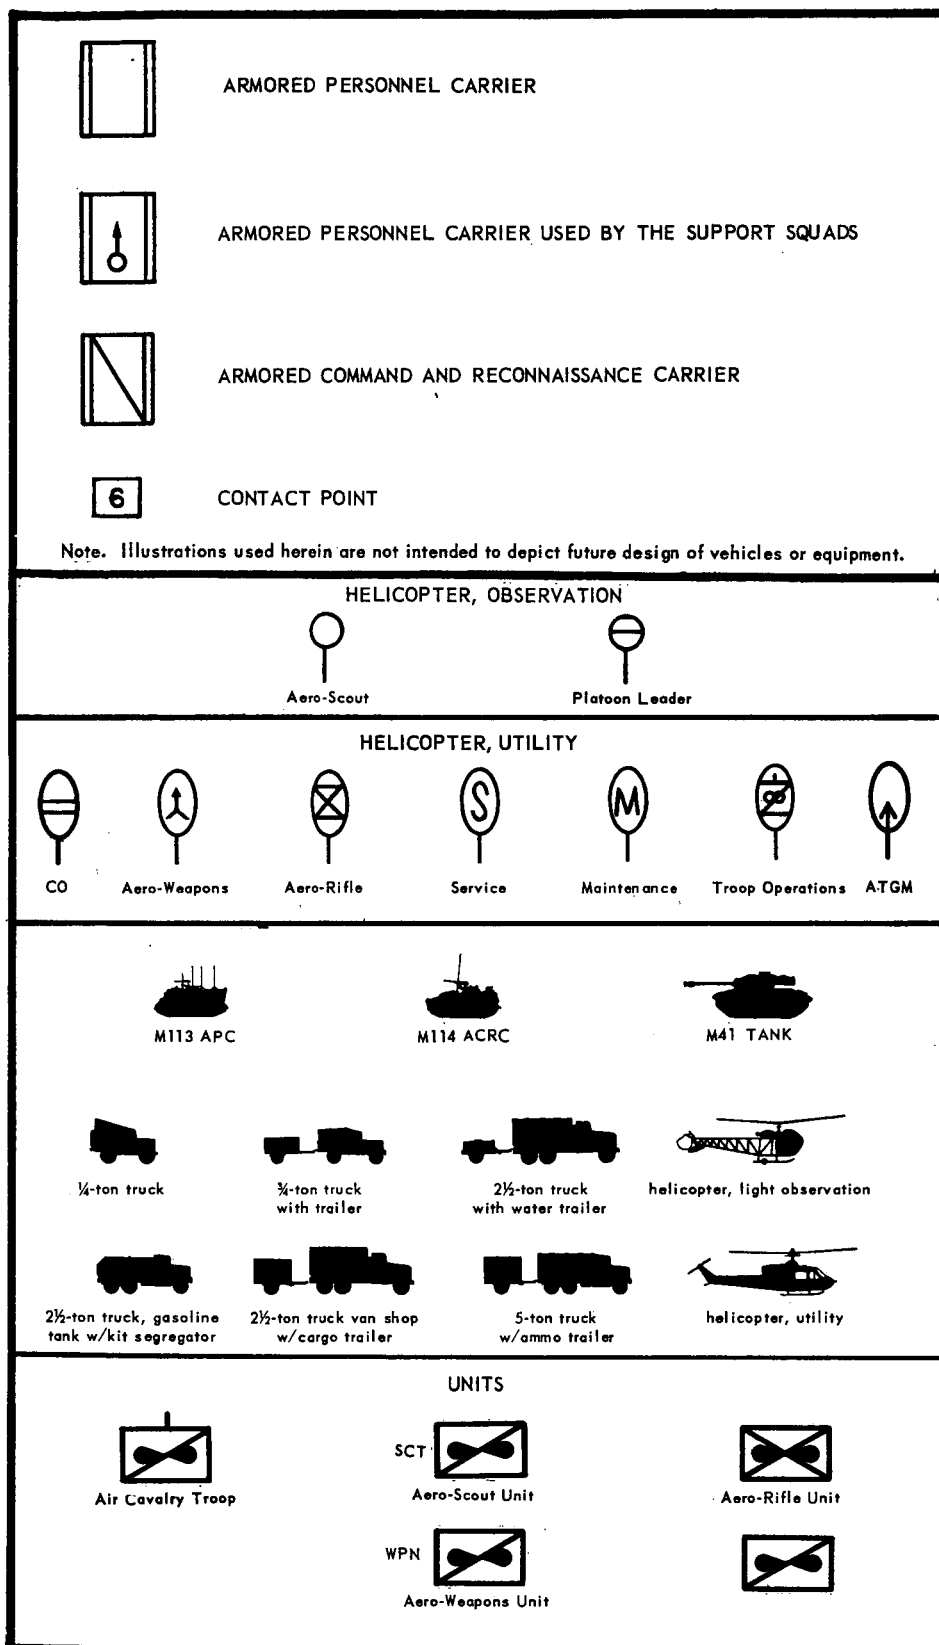 ARMORED PERSONNEL CARRIER
ARMORED PERSONNEL CARRIER USED BY THE SUPPORT SQUADS
ARMORED COMMAND AND RECONNAISSANCE CARRIER
6 CONTACT POINT
Note. Illustrations used herein are not intended to depict future design of vehicles or equipment.
HELICOPTER, OBSERVATION
Aero-Scout Platoon Leader
HELICOPTER, UTILITY
S M
CO Aero-Weapons Aero-Rifle Service Maintenance Troop Operations ATGM
M113 APC M114 ACRC M41 TANK
¼-ton truck ¾-ton truck 2½-ton truck helicopter, light observation
with trailer with water trailer
2½-ton truck, gasoline 2½-ton truck van shop 5-ton truck helicopter, utility
tank w/kit segregator w/cargo trailer w/ammo trailer
UNITS
SCT
Air Cavalry Troop Aero-Scout Unit Aero-Rifle Unit
WPN
Aero-Weapons Unit